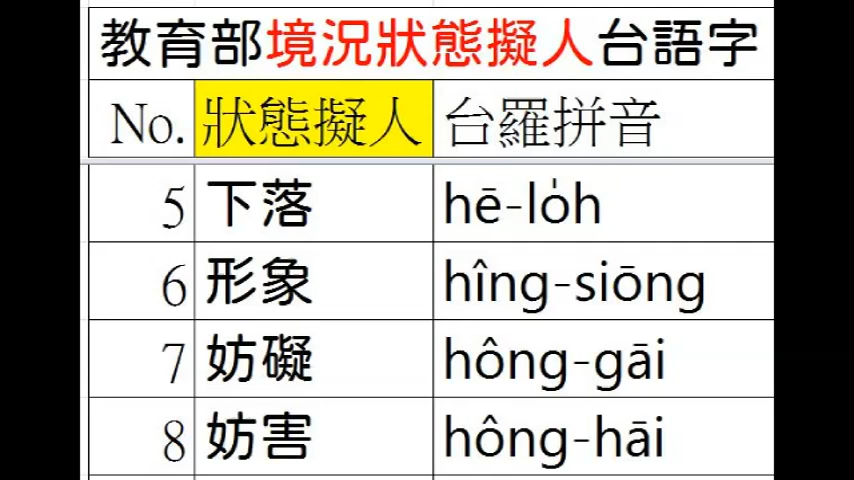 教育部境況狀態擬人台語字
No. 狀態擬人 台羅拼音
5 下落 hē-lo̍h
6 形象 hîng-siōng
7 妨礙 hông-gāi
8 妨害 hông-hāi